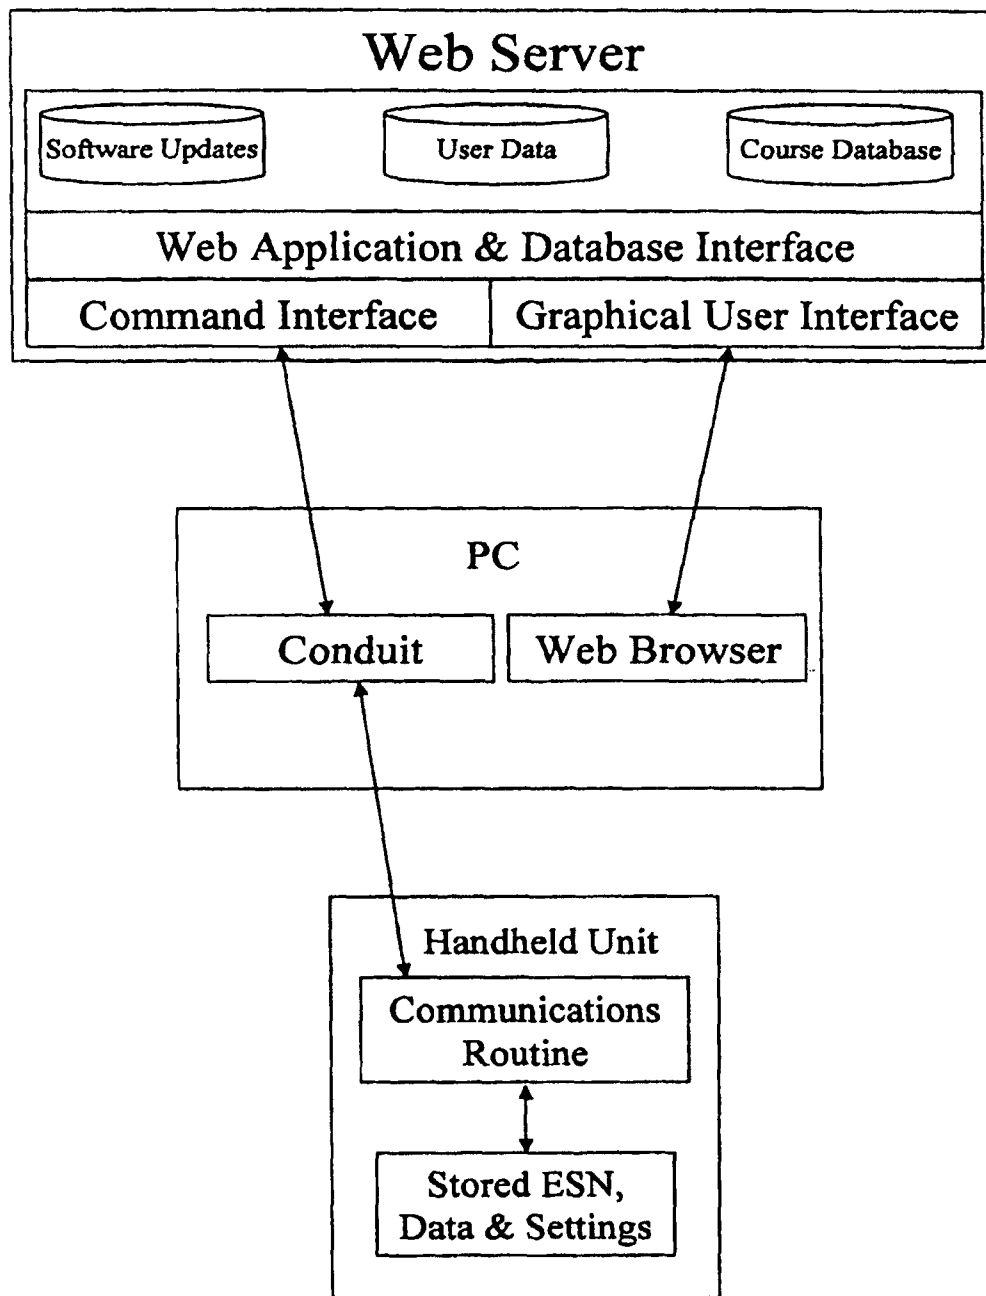 Web Server
Software Updates
User Data
Course Database
Web Application & Database Interface
Command Interface
Graphical User Interface
PC
Conduit
Web Browser
Handheld Unit
Communications
Routine
Stored ESN,
Data & Settings